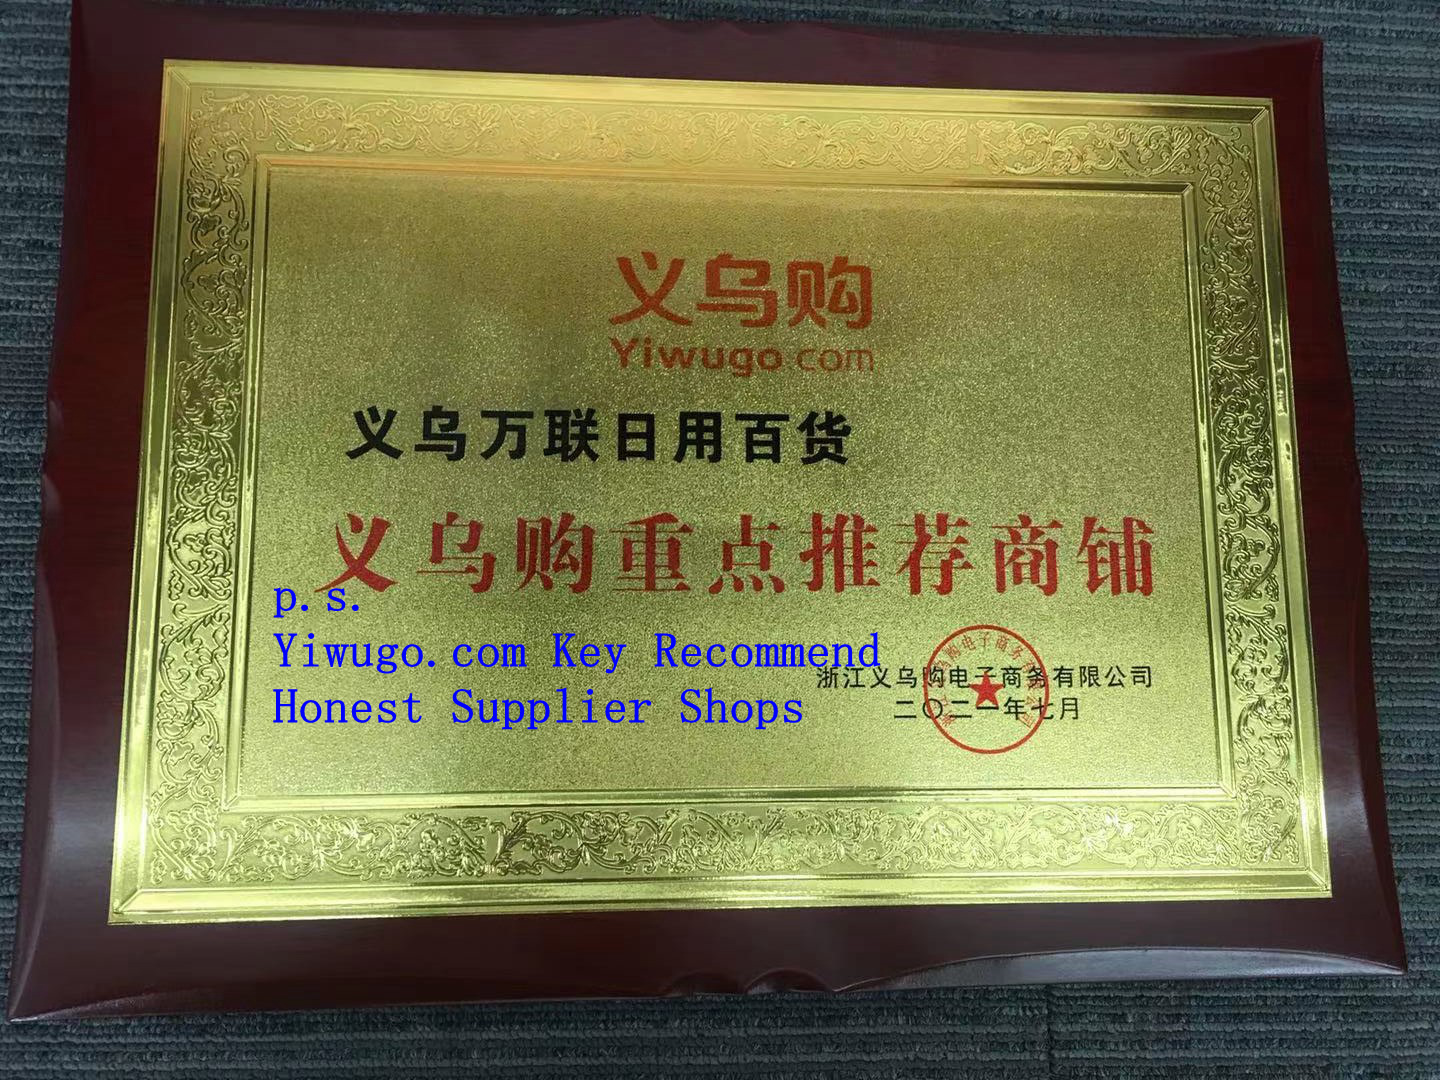 义乌购
Yiwugo.com
义乌万联日用百货
义乌购重点推荐商铺
p.s.
Yiwugo.com Key Recommend
Honest Supplier Shops
浙江义乌购电子商务有限公司
二〇二一年七月